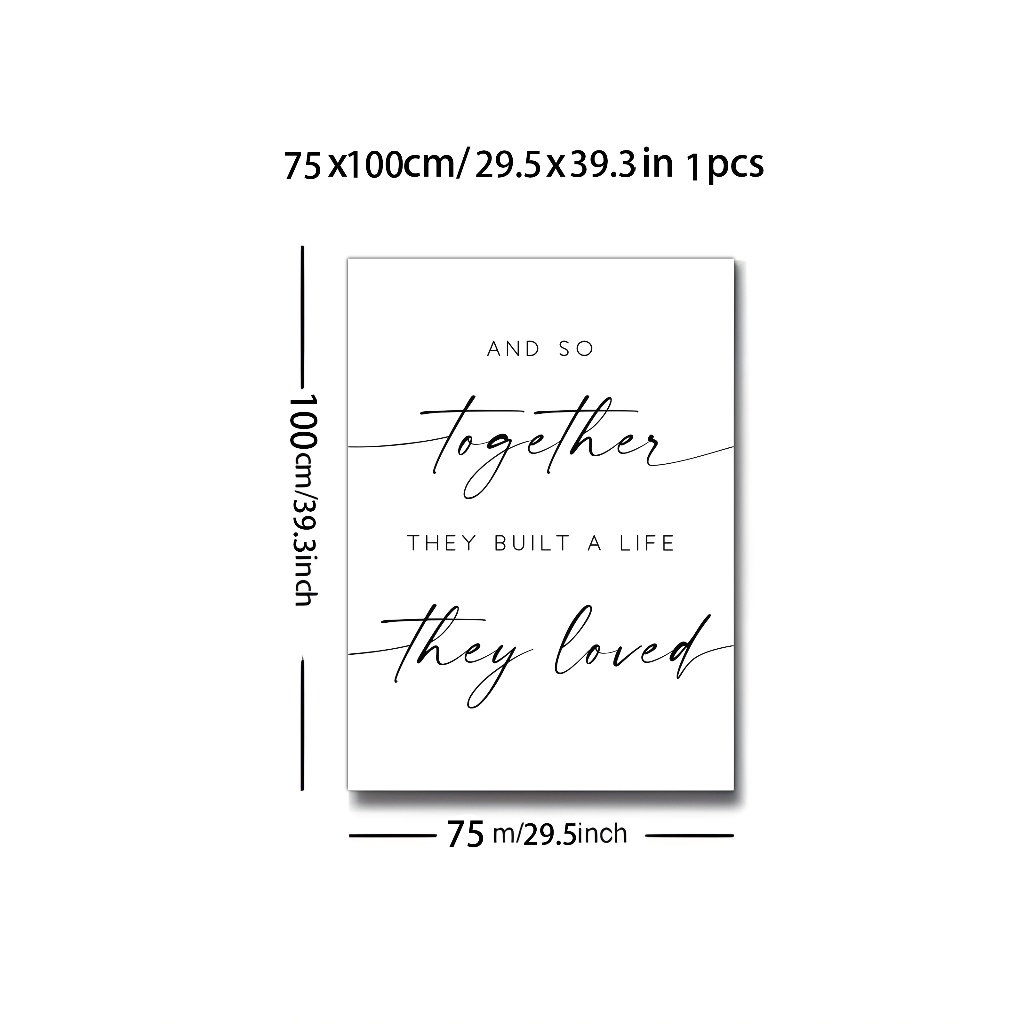 75x100cm/29.5x39.3in 1pcs
AND SO
together
THEY BUILT A LIFE
they loved
100cm/39.3inch
75 m/29.5inch